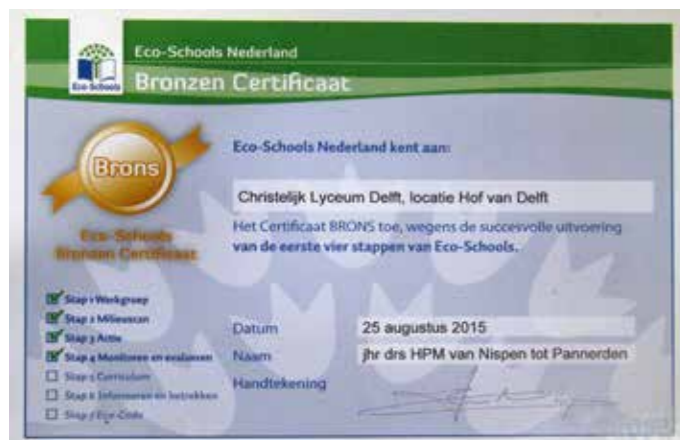 Eco-Schools Nederland
Bronzen Certificaat
Eco-Schools
Brons
Eco-Schools
Bronzen Certificaat
Eco-Schools Nederland kent aan:
Christelijk Lyceum Delft, locatie Hof van Delft
Het Certificaat BRONS toe, wegens de succesvolle uitvoering
van de eerste vier stappen van Eco-Schools.
Stap 1 Werkgroep
Stap 2 Milieuscan
Stap 3 Actie
Stap 4 Monitoren en evalueren
Stap 5 Curriculum
Stap 6 Informeren en betrekken
Stap 7 Eco-Code
Datum
25 augustus 2015
Naam
jhr drs HPM van Nispen tot Pannerden
Handtekening